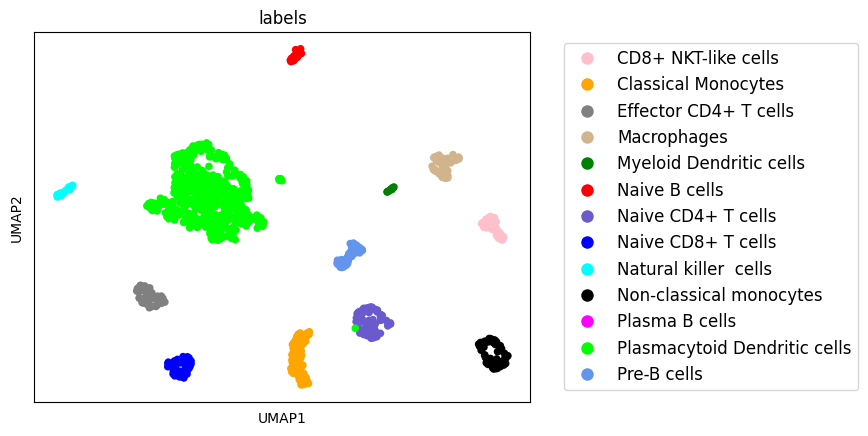 labels
UMAP2
UMAP1
CD8+ NKT-like cells
Classical Monocytes
Effector CD4+ T cells
Macrophages
Myeloid Dendritic cells
Naive B cells
Naive CD4+ T cells
Naive CD8+ T cells
Natural killer  cells
Non-classical monocytes
Plasma B cells
Plasmacytoid Dendritic cells
Pre-B cells